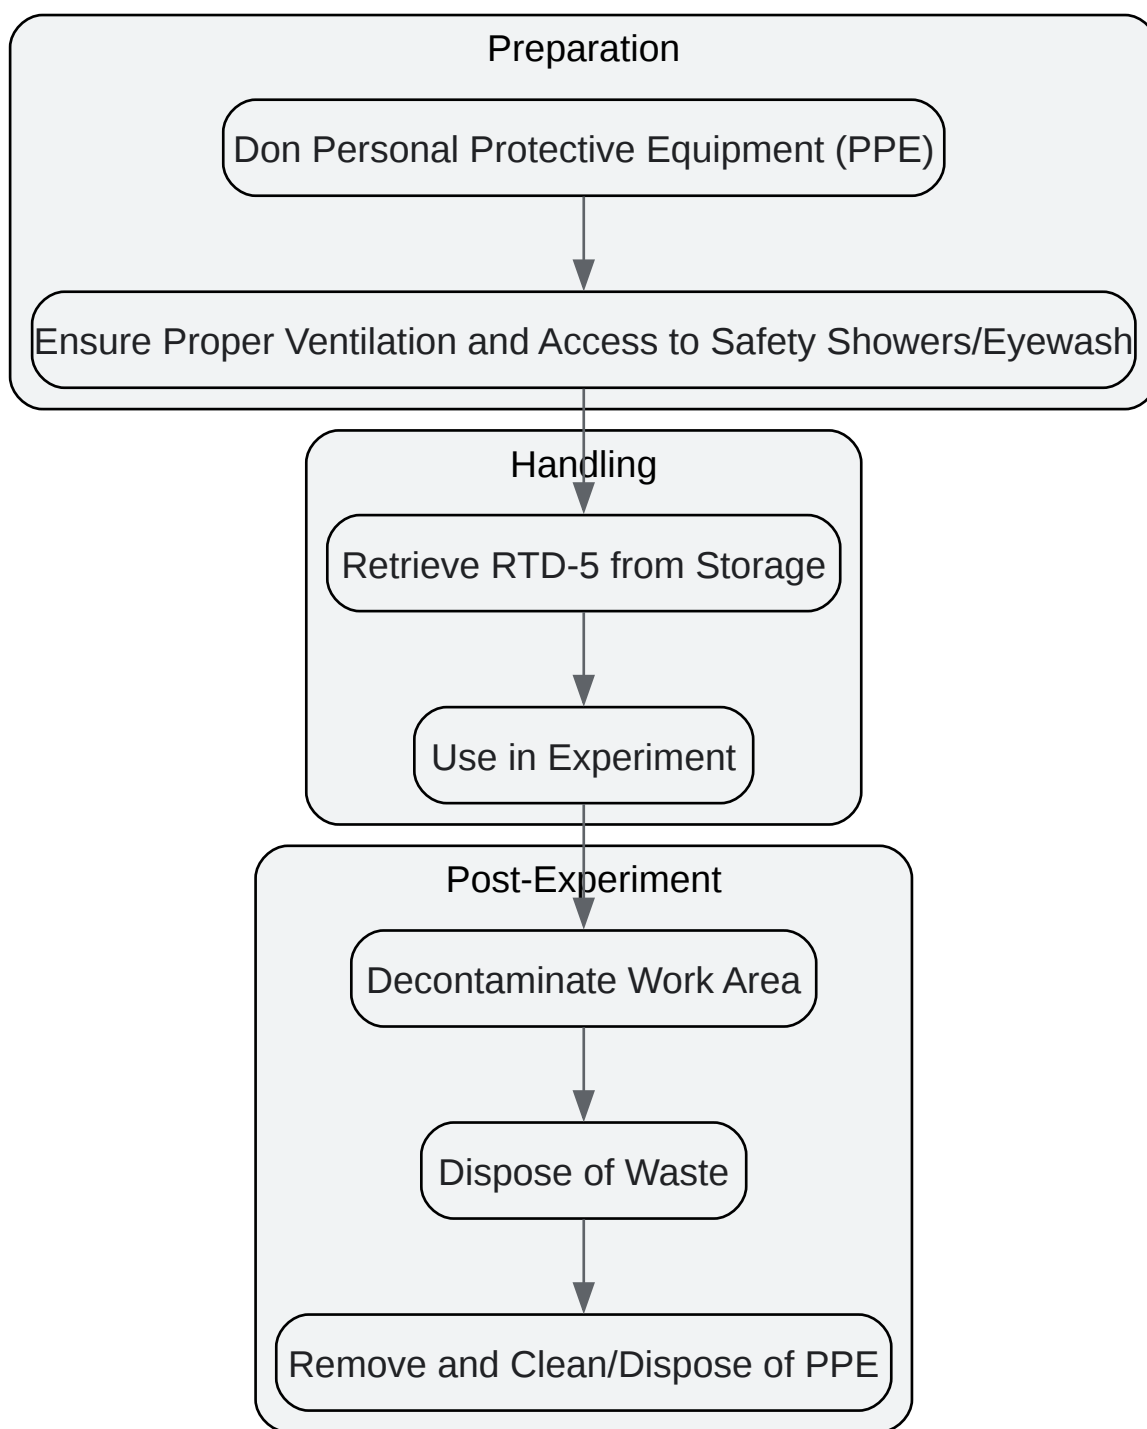 Preparation
Don Personal Protective Equipment (PPE)
Ensure Proper Ventilation and Access to Safety Showers/Eyewash
Handling
Retrieve RTD-5 from Storage
Use in Experiment
Post-Experiment
Decontaminate Work Area
Dispose of Waste
Remove and Clean/Dispose of PPE